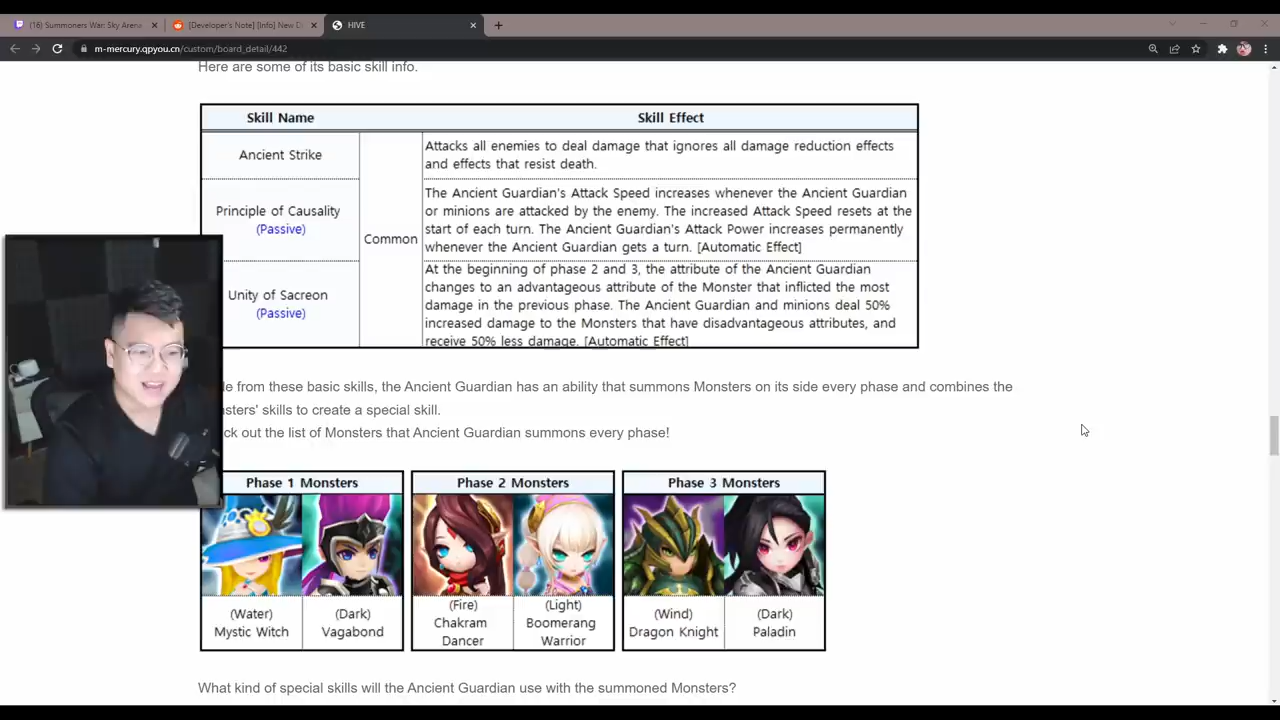 (16) Summoners War: Sky Arena
[Developer's Note] [Info] New D
HIVE
m-mercury.qpyou.cn/custom/board_detail/442
Here are some of its basic skill info.
Skill Name
Skill Effect
Ancient Strike
Attacks all enemies to deal damage that ignores all damage reduction effects
and effects that resist death.
Principle of Causality
(Passive)
Common
The Ancient Guardian's Attack Speed increases whenever the Ancient Guardian
or minions are attacked by the enemy. The increased Attack Speed resets at the
start of each turn. The Ancient Guardian's Attack Power increases permanently
whenever the Ancient Guardian gets a turn. [Automatic Effect]
Unity of Sacreon
(Passive)
At the beginning of phase 2 and 3, the attribute of the Ancient Guardian
changes to an advantageous attribute of the Monster that inflicted the most
damage in the previous phase. The Ancient Guardian and minions deal 50%
increased damage to the Monsters that have disadvantageous attributes, and
receive 50% less damage. [Automatic Effect]
from these basic skills, the Ancient Guardian has an ability that summons Monsters on its side every phase and combines the
skills to create a special skill.
out the list of Monsters that Ancient Guardian summons every phase!
Phase 1 Monsters
(Water)
Mystic Witch
(Dark)
Vagabond
Phase 2 Monsters
(Fire)
Chakram
Dancer
(Light)
Boomerang
Warrior
Phase 3 Monsters
(Wind)
Dragon Knight
(Dark)
Paladin
What kind of special skills will the Ancient Guardian use with the summoned Monsters?